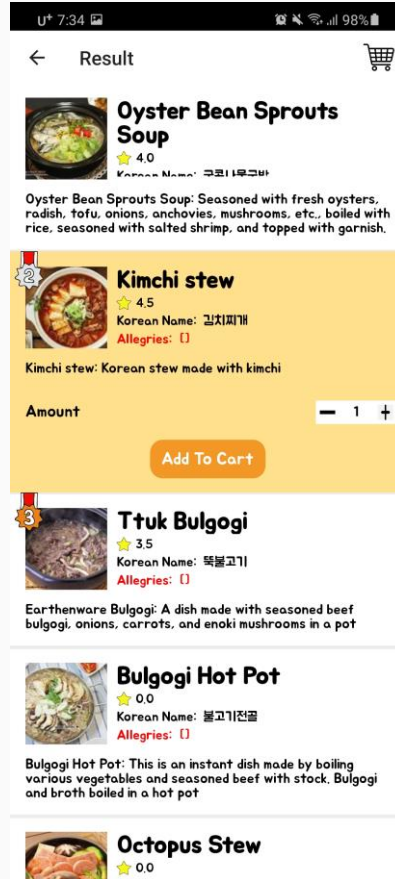 U+ 7:34 98%
Result
Oyster Bean Sprouts
Soup
4.0
Korean Name:
Oyster Bean Sprouts Soup: Seasoned with fresh oysters,
radish, tofu, onions, anchovies, mushrooms, etc., boiled with
rice, seasoned with salted shrimp, and topped with garnish.
2
Kimchi stew
4.5
Korean Name: 김치찌개
Allegries: []
Kimchi stew: Korean stew made with kimchi
Amount — 1 +
Add To Cart
3
Ttuk Bulgogi
3.5
Korean Name: 뚝불고기
Allegries: []
Earthenware Bulgogi: A dish made with seasoned beef
bulgogi, onions, carrots, and enoki mushrooms in a pot
Bulgogi Hot Pot
0.0
Korean Name: 불고기전골
Allegries: []
Bulgogi Hot Pot: This is an instant dish made by boiling
various vegetables and seasoned beef with stock. Bulgogi
and broth boiled in a hot pot
Octopus Stew
0.0